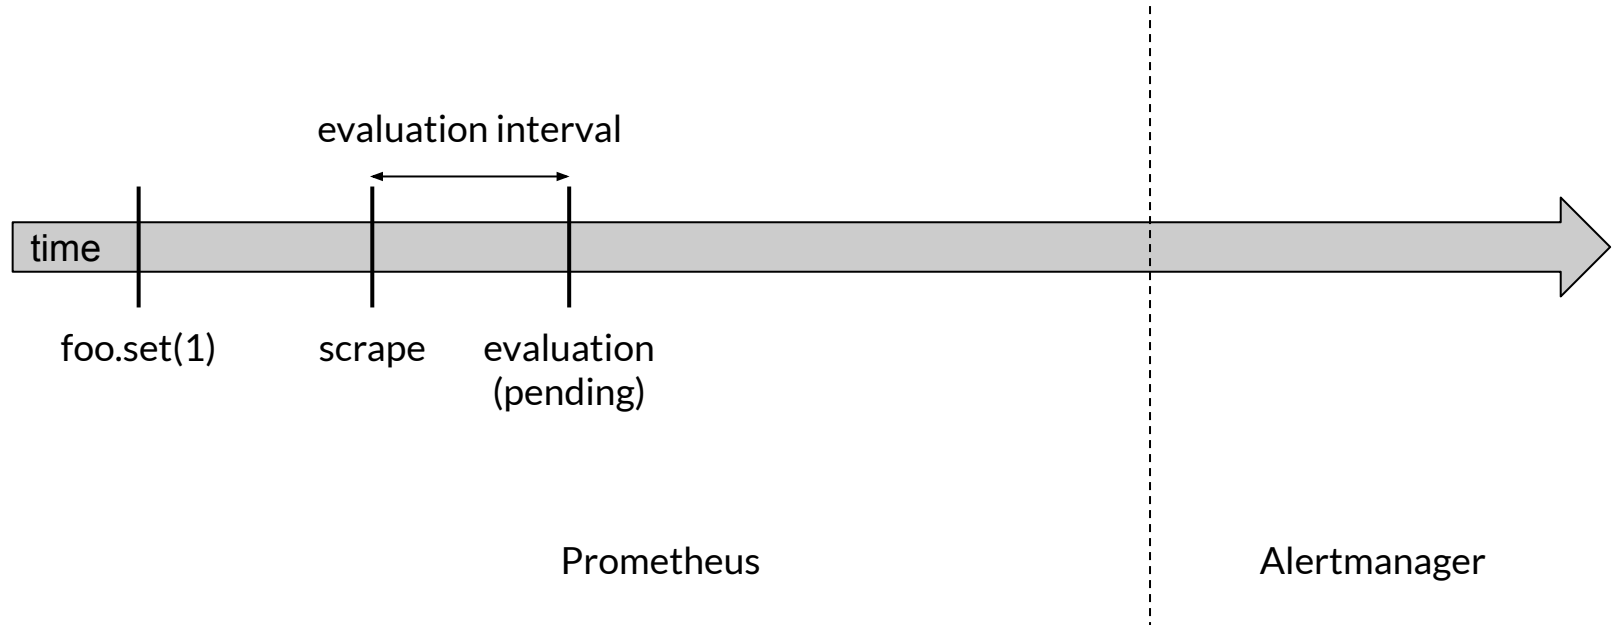 evaluation interval
time
foo.set(1)
scrape
evaluation
(pending)
Prometheus
Alertmanager